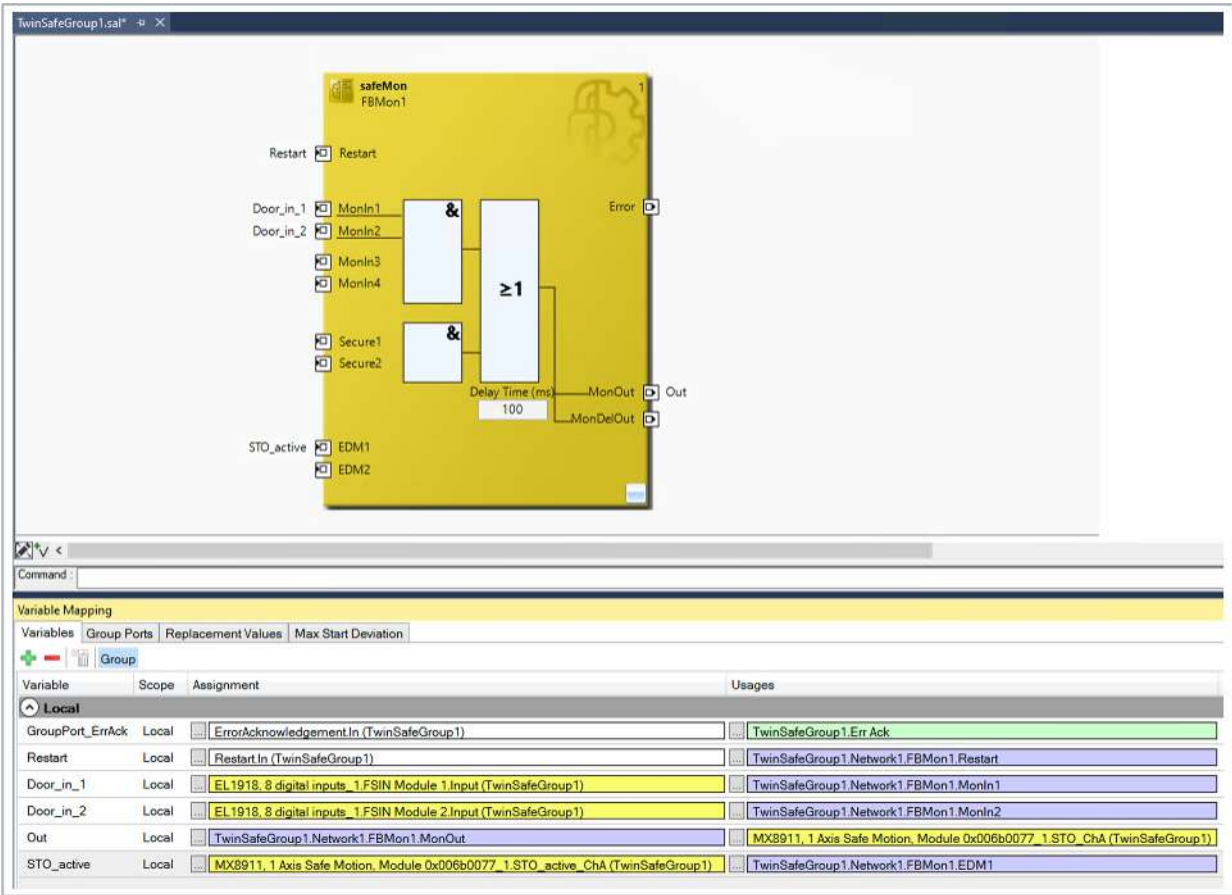 TwinSafeGroup1.sal*
safeMon 1
FBMon1
Restart Restart
Door_in_1 MonIn1 & Error
Door_in_2 MonIn2
MonIn3
MonIn4 ≥1
Secure1 &
Secure2
Delay Time (ms) MonOut Out
100
MonDelOut
STO_active EDM1
EDM2
Command :
Variable Mapping
Variables Group Ports Replacement Values Max Start Deviation
Group
Variable Scope Assignment Usages
Local
GroupPort_ErrAck Local ... ErrorAcknowledgement.In (TwinSafeGroup1) ... TwinSafeGroup1.Err Ack
Restart Local ... Restart.In (TwinSafeGroup1) ... TwinSafeGroup1.Network1.FBMon1.Restart
Door_in_1 Local ... EL1918, 8 digital inputs_1.FSIN Module 1.Input (TwinSafeGroup1) ... TwinSafeGroup1.Network1.FBMon1.MonIn1
Door_in_2 Local ... EL1918, 8 digital inputs_1.FSIN Module 2.Input (TwinSafeGroup1) ... TwinSafeGroup1.Network1.FBMon1.MonIn2
Out Local ... TwinSafeGroup1.Network1.FBMon1.MonOut ... MX8911, 1 Axis Safe Motion, Module 0x006b0077_1.STO_ChA (TwinSafeGroup1)
STO_active Local ... MX8911, 1 Axis Safe Motion, Module 0x006b0077_1.STO_active_ChA (TwinSafeGroup1) ... TwinSafeGroup1.Network1.FBMon1.EDM1